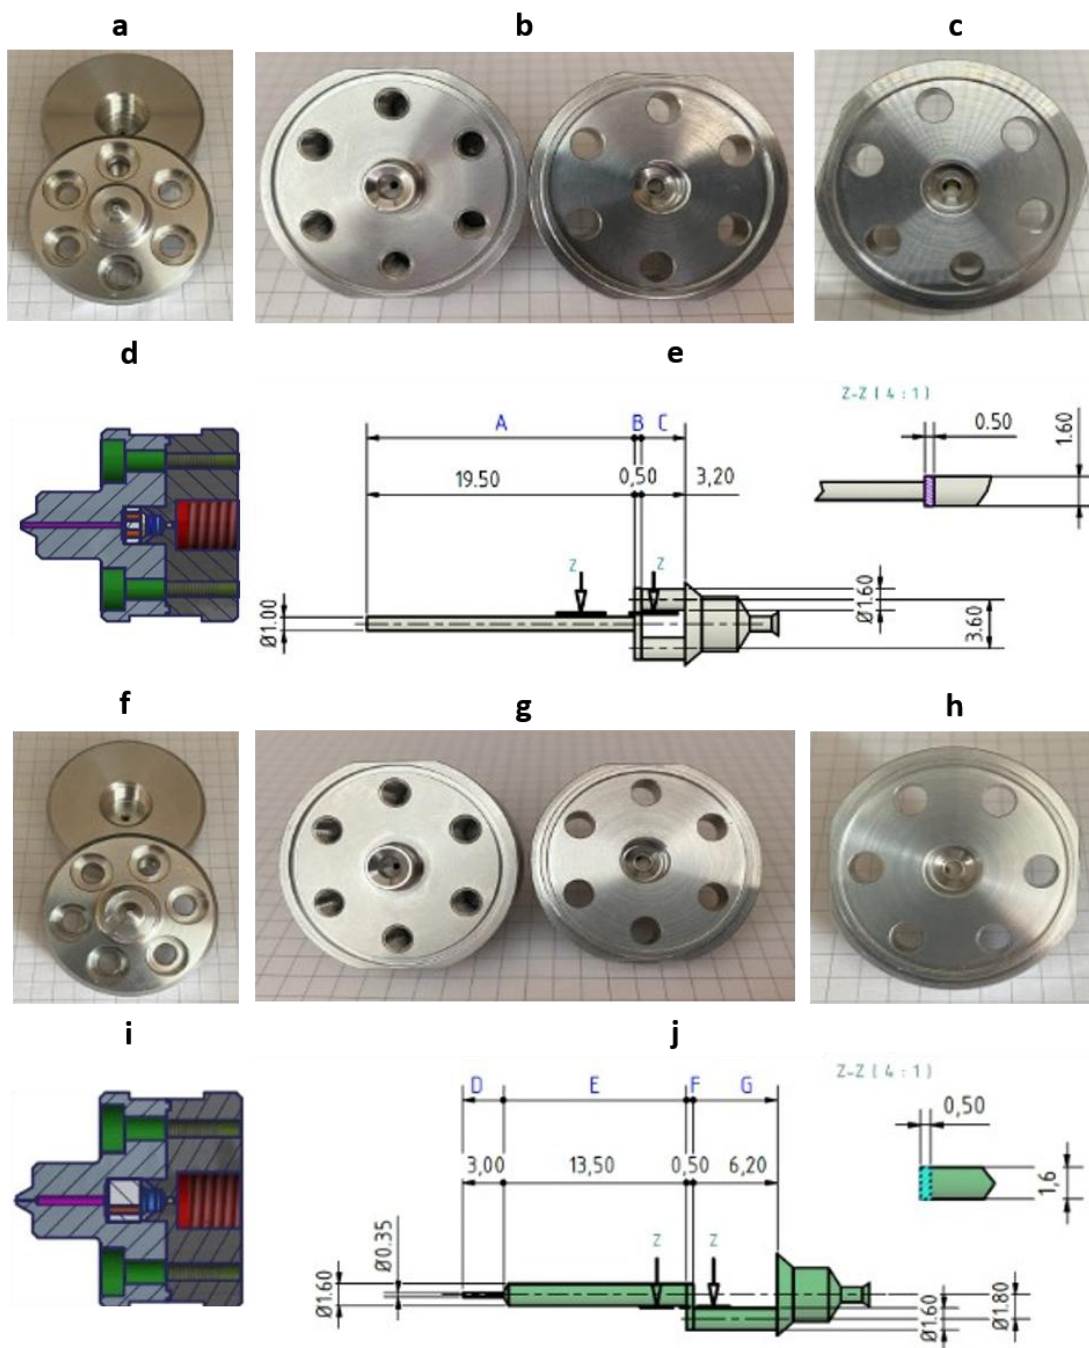 a
b
c
d
e
Z-Z ( 4 : 1 )
A
B
C
0.50
1.60
19.50
0,50
3,20
Z
Z
Ø1.00
Ø1.60
3.60
f
g
h
i
j
Z-Z ( 4 : 1 )
D
E
F
G
0,50
3,00
13,50
0,50
6,20
1,6
Ø0.35
Z
Z
Ø1.60
Ø1.60
Ø1.80